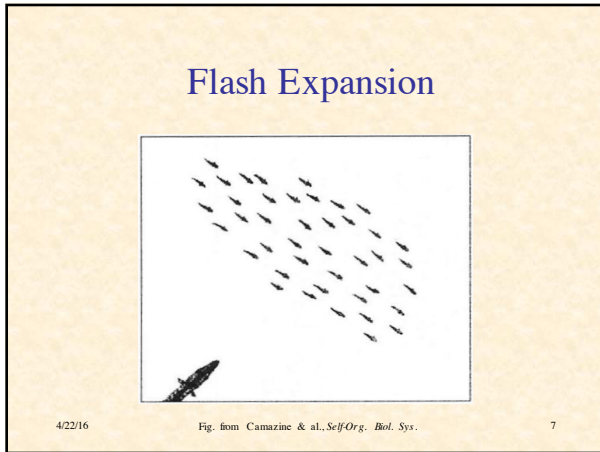 Flash Expansion
4/22/16
Fig. from Camazine & al., Self-Org. Biol. Sys.
7